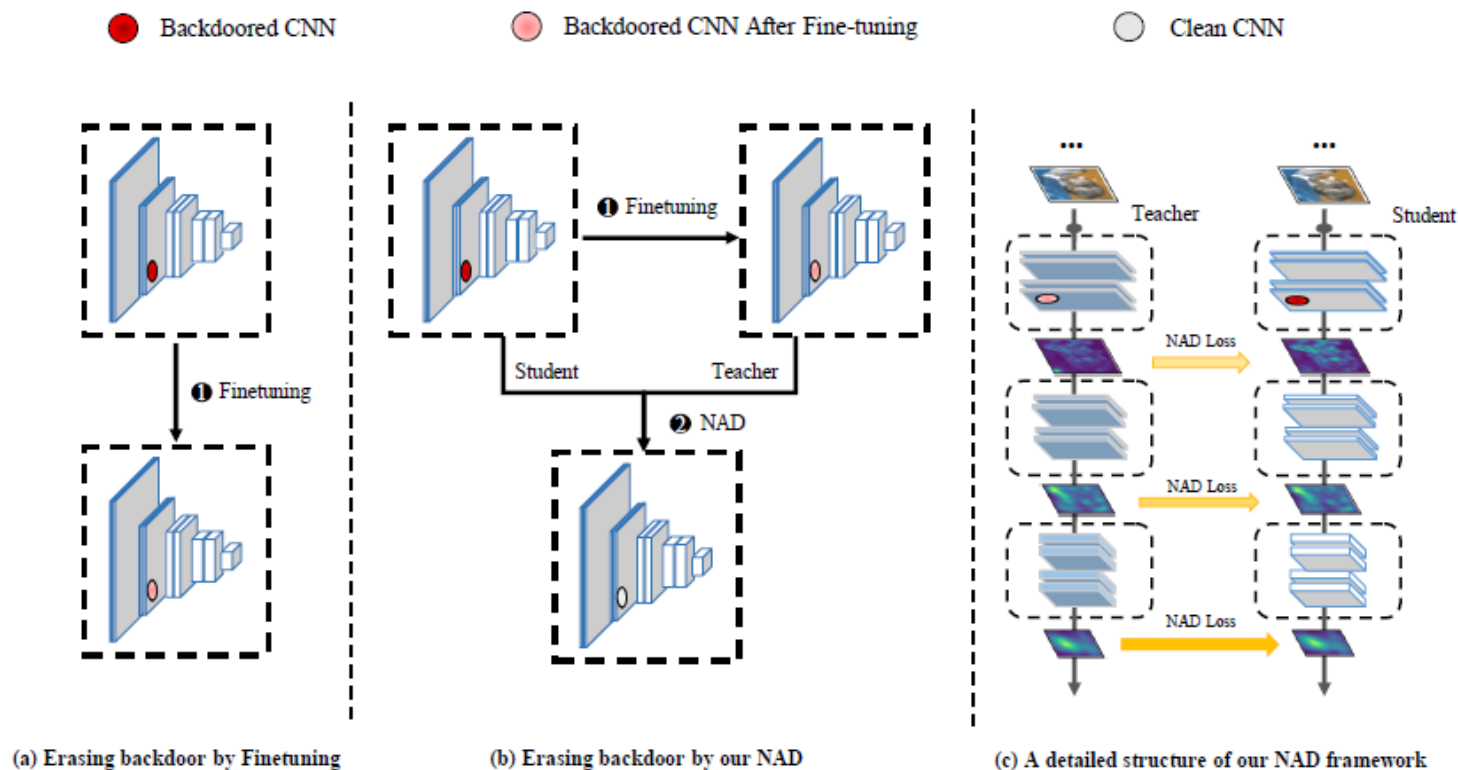 Backdoored CNN
Backdoored CNN After Fine-tuning
Clean CNN
❶ Finetuning
❶ Finetuning
Student
Teacher
❷ NAD
...
...
Teacher
Student
NAD Loss
NAD Loss
NAD Loss
(a) Erasing backdoor by Finetuning
(b) Erasing backdoor by our NAD
(c) A detailed structure of our NAD framework